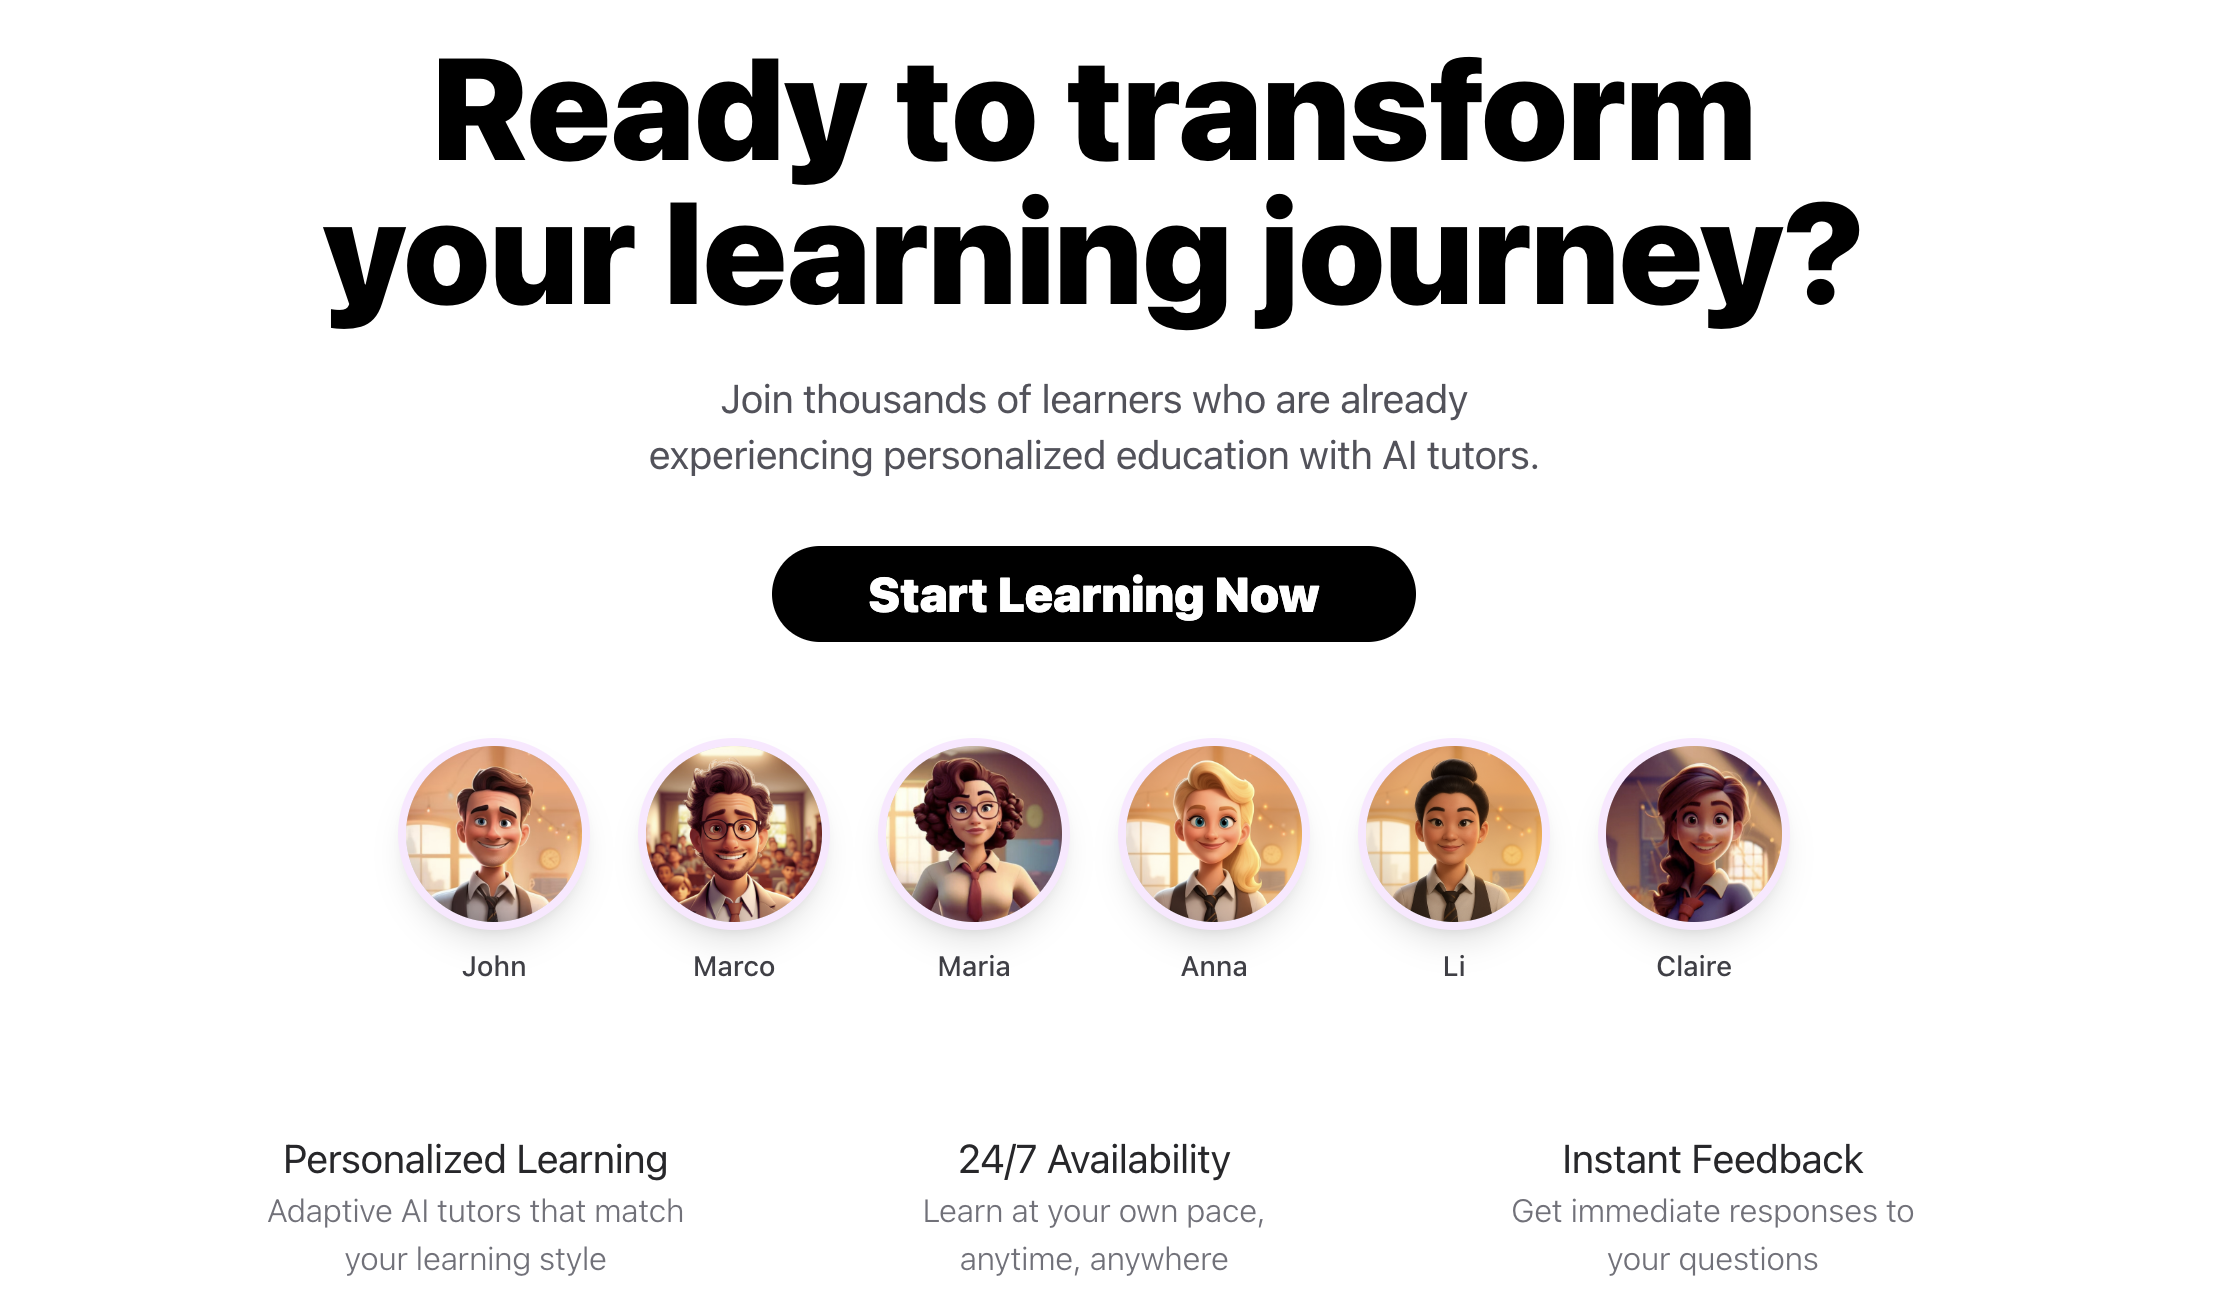 Ready to transform
your learning journey?
Join thousands of learners who are already
experiencing personalized education with AI tutors.
Start Learning Now
John
Marco
Maria
Anna
Li
Claire
Personalized Learning
Adaptive AI tutors that match
your learning style
24/7 Availability
Learn at your own pace,
anytime, anywhere
Instant Feedback
Get immediate responses to
your questions